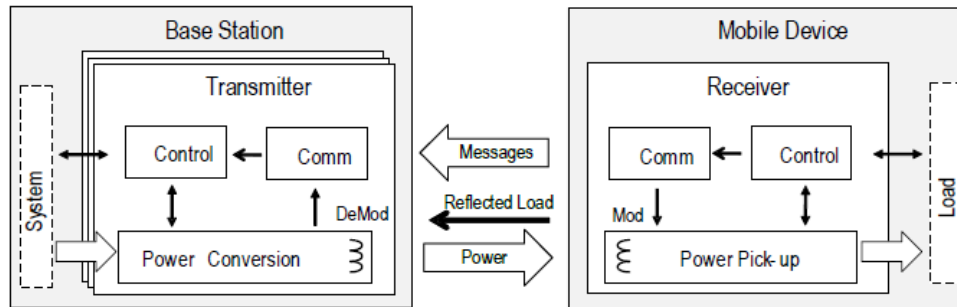 Base Station
Mobile Device
Transmitter
Receiver
System
Control
Comm
DeMod
Power Conversion
Messages
Reflected Load
Power
Comm
Control
Mod
Power Pick-up
Load